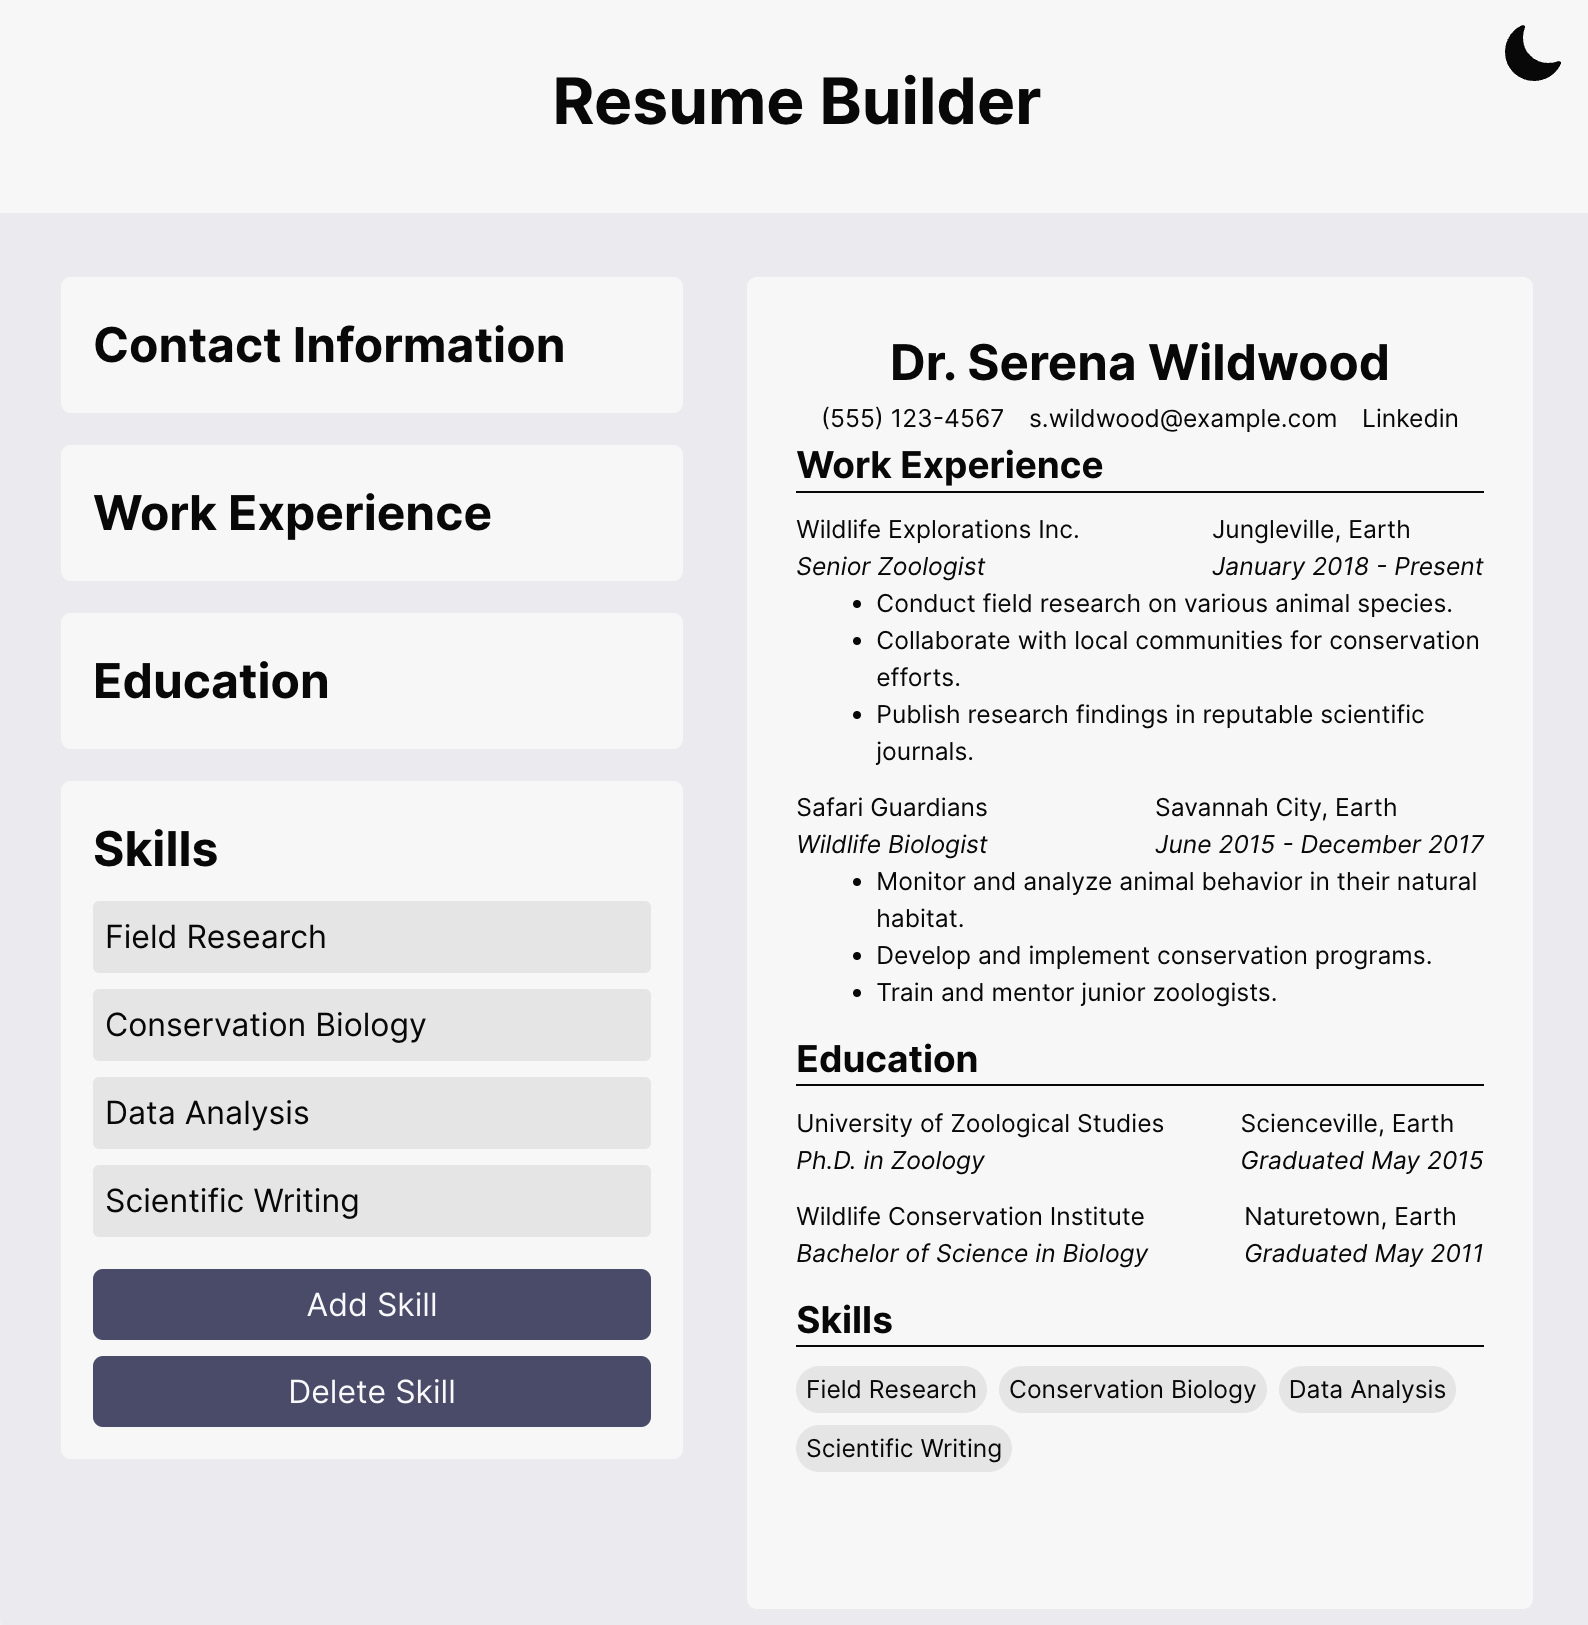 Resume Builder
Contact Information
Work Experience
Education
Skills
Field Research
Conservation Biology
Data Analysis
Scientific Writing
Add Skill
Delete Skill
Dr. Serena Wildwood
(555) 123-4567 s.wildwood@example.com Linkedin
Work Experience
Wildlife Explorations Inc. Jungleville, Earth
Senior Zoologist January 2018 - Present
• Conduct field research on various animal species.
• Collaborate with local communities for conservation
efforts.
• Publish research findings in reputable scientific
journals.
Safari Guardians Savannah City, Earth
Wildlife Biologist June 2015 - December 2017
• Monitor and analyze animal behavior in their natural
habitat.
• Develop and implement conservation programs.
• Train and mentor junior zoologists.
Education
University of Zoological Studies Scienceville, Earth
Ph.D. in Zoology Graduated May 2015
Wildlife Conservation Institute Naturetown, Earth
Bachelor of Science in Biology Graduated May 2011
Skills
Field Research Conservation Biology Data Analysis
Scientific Writing